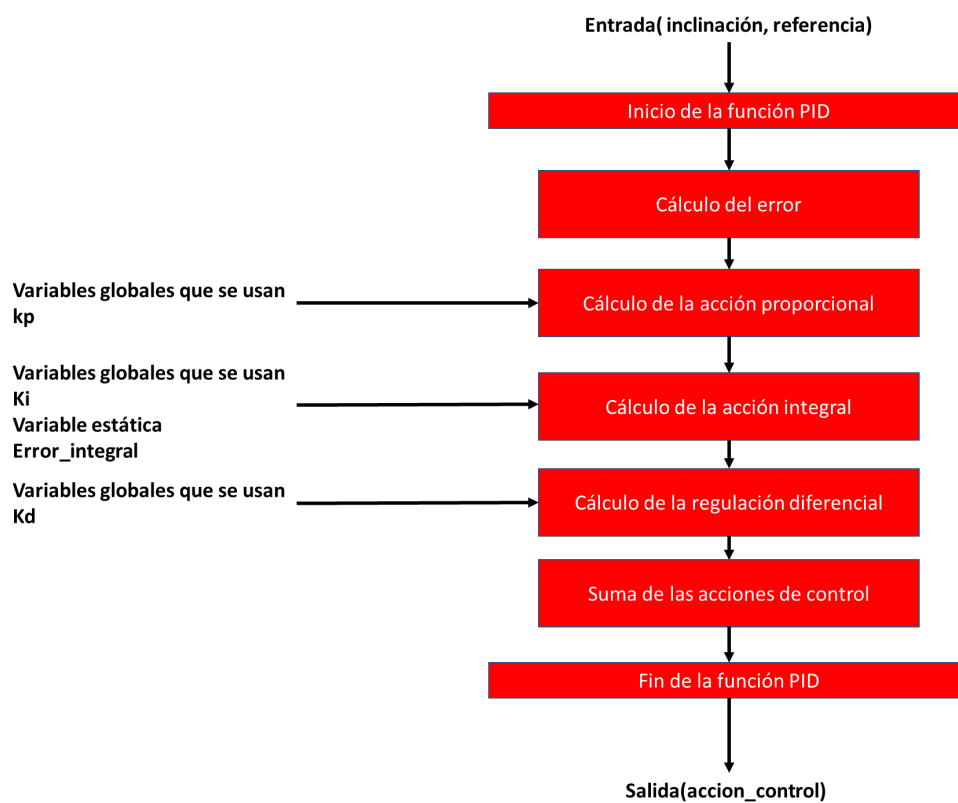 Entrada( inclinación, referencia)
Inicio de la función PID
Cálculo del error
Variables globales que se usan
kp
Cálculo de la acción proporcional
Variables globales que se usan
Ki
Variable estática
Error_integral
Cálculo de la acción integral
Variables globales que se usan
Kd
Cálculo de la regulación diferencial
Suma de las acciones de control
Fin de la función PID
Salida(accion_control)